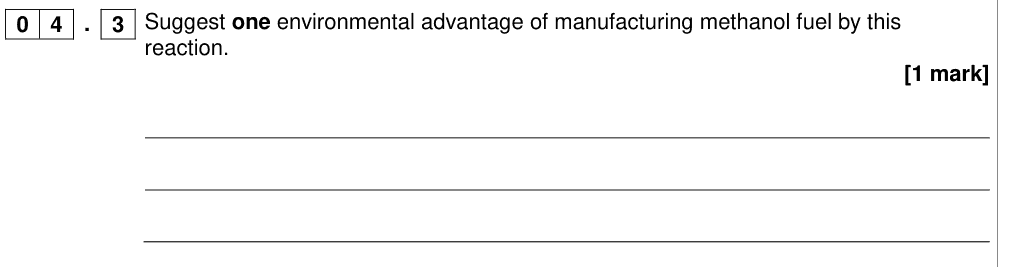 0 4 . 3 Suggest one environmental advantage of manufacturing methanol fuel by this
reaction.
[1 mark]